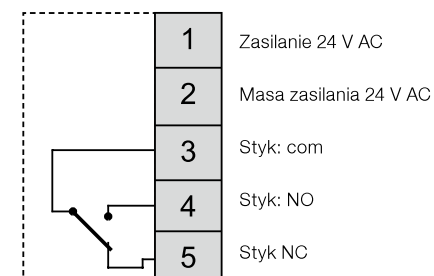 1 Zasilanie 24 V AC
2 Masa zasilania 24 V AC
3 Styk: com
4 Styk: NO
5 Styk NC